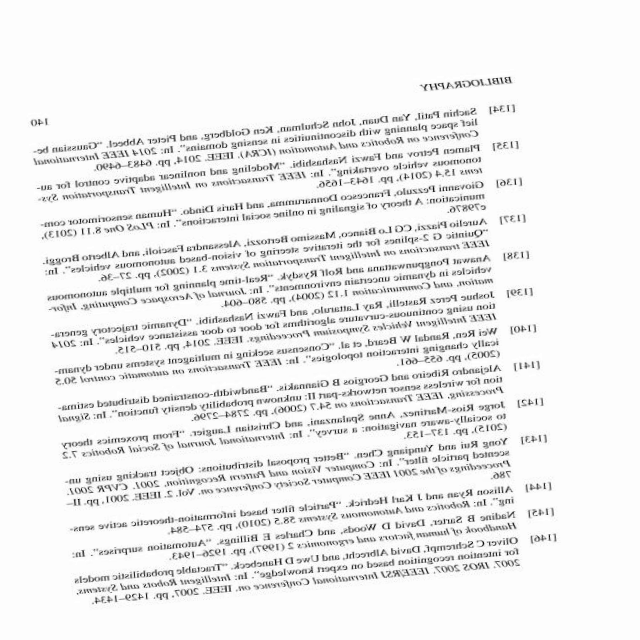 BIBLIOGRAPHY 140
[134] Sachin Patil, Yan Duan, John Schulman, Ken Goldberg, and Pieter Abbeel. "Gaussian be-
lief space planning with discontinuities in sensing domains". In: 2014 IEEE International
Conference on Robotics and Automation (ICRA). IEEE. 2014, pp. 6483–6490.
[135] Plamen Petrov and Fawzi Nashashibi. "Modeling and nonlinear adaptive control for au-
tonomous vehicle overtaking". In: IEEE Transactions on Intelligent Transportation Sys-
tems 15.4 (2014), pp. 1643–1656.
[136] Giovanni Pezzulo, Francesco Donnarumma, and Haris Dindo. "Human sensorimotor com-
munication: A theory of signaling in online social interactions". In: PLoS One 8.11 (2013),
e79876.
[137] Aurelio Piazzi, CG Lo Bianco, Massimo Bertozzi, Alessandra Fascioli, and Alberto Broggi.
"Quintic G 2-splines for the iterative steering of vision-based autonomous vehicles". In:
IEEE transactions on Intelligent Transportation Systems 3.1 (2002), pp. 27–36.
[138] Anawat Pongpunwattana and Rolf Rysdyk. "Real-time planning for multiple autonomous
vehicles in dynamic uncertain environments". In: Journal of Aerospace Computing, Infor-
mation, and Communication 1.12 (2004), pp. 580–604.
[139] Joshue Perez Rastelli, Ray Lattarulo, and Fawzi Nashashibi. "Dynamic trajectory genera-
tion using continuous-curvature algorithms for door to door assistance vehicles". In: 2014
IEEE Intelligent Vehicles Symposium Proceedings. IEEE. 2014, pp. 510–515.
[140] Wei Ren, Randal W Beard, et al. "Consensus seeking in multiagent systems under dynam-
ically changing interaction topologies". In: IEEE Transactions on automatic control 50.5
(2005), pp. 655–661.
[141] Alejandro Ribeiro and Georgios B Giannakis. "Bandwidth-constrained distributed estima-
tion for wireless sensor networks-part II: unknown probability density function". In: Signal
Processing, IEEE Transactions on 54.7 (2006), pp. 2784–2796.
[142] Jorge Rios-Martinez, Anne Spalanzani, and Christian Laugier. "From proxemics theory
to socially-aware navigation: a survey". In: International Journal of Social Robotics 7.2
(2015), pp. 137–153.
[143] Yong Rui and Yunqiang Chen. "Better proposal distributions: Object tracking using un-
scented particle filter". In: Computer Vision and Pattern Recognition, 2001. CVPR 2001.
Proceedings of the 2001 IEEE Computer Society Conference on. Vol. 2. IEEE. 2001, pp. II–
786.
[144] Allison Ryan and J Karl Hedrick. "Particle filter based information-theoretic active sens-
ing". In: Robotics and Autonomous Systems 58.5 (2010), pp. 574–584.
[145] Nadine B Sarter, David D Woods, and Charles E Billings. "Automation surprises". In:
Handbook of human factors and ergonomics 2 (1997), pp. 1926–1943.
[146] Oliver C Schrempf, David Albrecht, and Uwe D Hanebeck. "Tractable probabilistic models
for intention recognition based on expert knowledge". In: Intelligent Robots and Systems,
2007. IROS 2007. IEEE/RSJ International Conference on. IEEE. 2007, pp. 1429–1434.